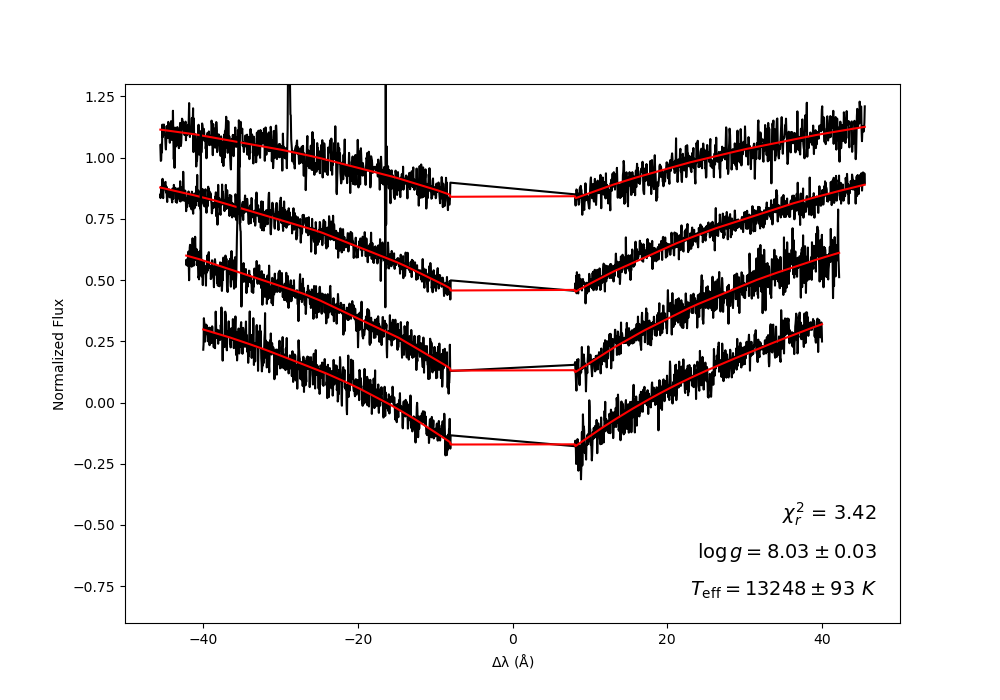 1.25
1.00
0.75
0.50
0.25
0.00
−0.25
−0.50
−0.75
Normalized Flux
χ²ᵣ = 3.42
log g = 8.03 ± 0.03
T_eff = 13248 ± 93 K
−40 −20 0 20 40
Δλ (Å)